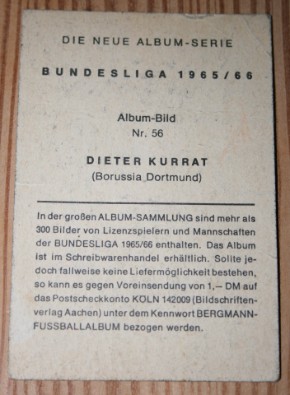 DIE NEUE ALBUM-SERIE
BUNDESLIGA 1965/66
Album-Bild
Nr. 56
DIETER KURRAT
(Borussia Dortmund)
In der großen ALBUM-SAMMLUNG sind mehr als
300 Bilder von Lizenzspielern und Mannschaften
der BUNDESLIGA 1965/66 enthalten. Das Album
ist im Schreibwarenhandel erhältlich. Sollte je-
doch fallweise keine Liefermöglichkeit bestehen,
so kann es gegen Voreinsendung von 1,- DM auf
das Postscheckkonto KÖLN 142009 (Bildschriften-
verlag Aachen) unter dem Kennwort BERGMANN-
FUSSBALLALBUM bezogen werden.